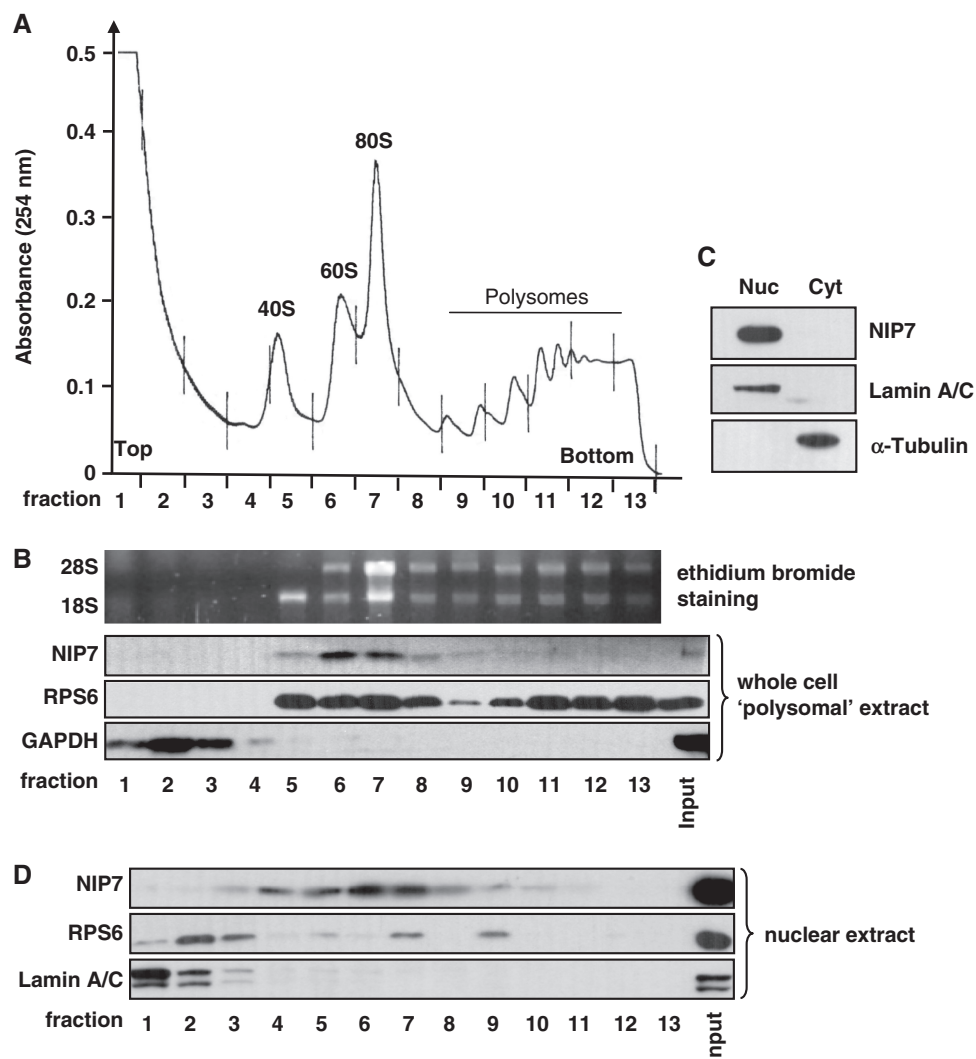 A
0.5
0.4
0.3
0.2
0.1
0
Absorbance (254 nm)
40S
60S
80S
Polysomes
Top
Bottom
fraction 1 2 3 4 5 6 7 8 9 10 11 12 13
C
Nuc Cyt
NIP7
Lamin A/C
α-Tubulin
B
28S
18S
ethidium bromide
staining
NIP7
RPS6
GAPDH
whole cell
'polysomal' extract
fraction 1 2 3 4 5 6 7 8 9 10 11 12 13 Input
D
NIP7
RPS6
Lamin A/C
nuclear extract
fraction 1 2 3 4 5 6 7 8 9 10 11 12 13 nput